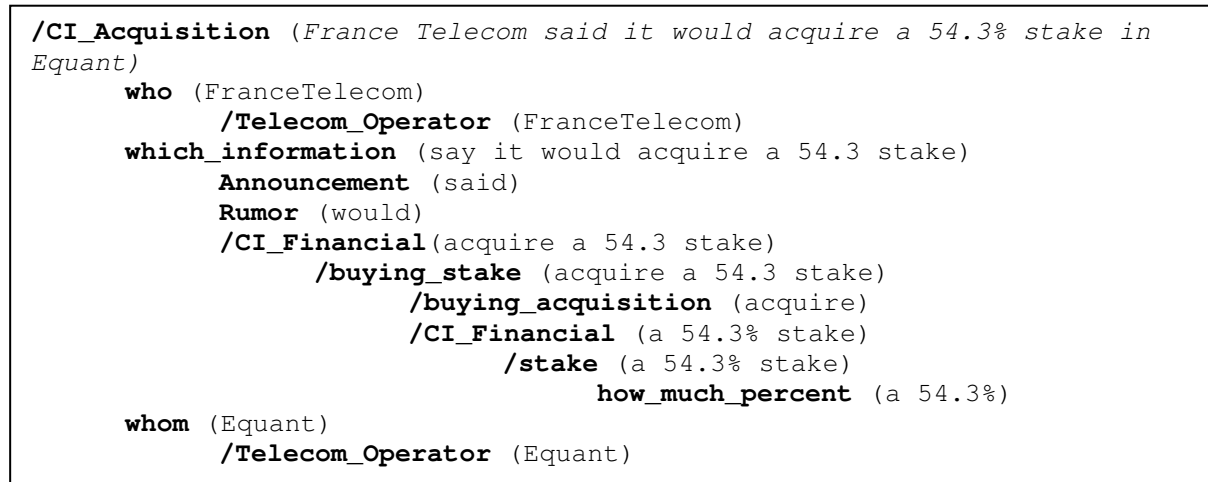 /CI_Acquisition (France Telecom said it would acquire a 54.3% stake in
Equant)
who (FranceTelecom)
/Telecom_Operator (FranceTelecom)
which_information (say it would acquire a 54.3 stake)
Announcement (said)
Rumor (would)
/CI_Financial(acquire a 54.3 stake)
/buying_stake (acquire a 54.3 stake)
/buying_acquisition (acquire)
/CI_Financial (a 54.3% stake)
/stake (a 54.3% stake)
how_much_percent (a 54.3%)
whom (Equant)
/Telecom_Operator (Equant)